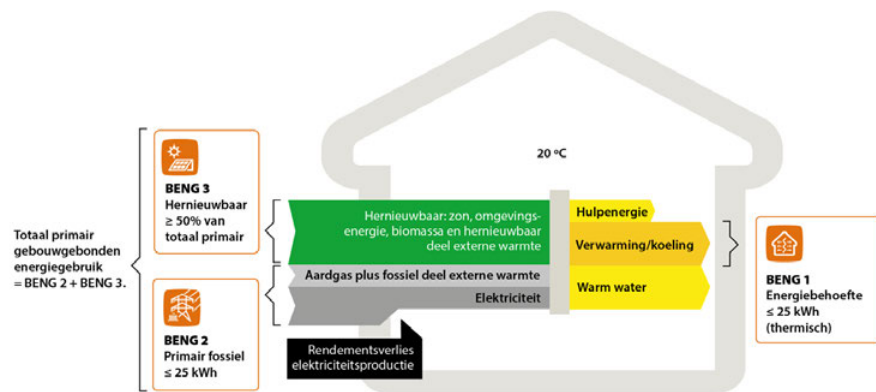 20 ºC
BENG 3
Hernieuwbaar
≥ 50% van
totaal primair
Hernieuwbaar: zon, omgevings-
energie, biomassa en hernieuwbaar
deel externe warmte
Hulpenergie
Verwarming/koeling
Totaal primair
gebouwgebonden
energiegebruik
= BENG 2 + BENG 3.
Aardgas plus fossiel deel externe warmte
Elektriciteit
Warm water
BENG 1
Energiebehoefte
≤ 25 kWh
(thermisch)
BENG 2
Primair fossiel
≤ 25 kWh
Rendementsverlies
elektriciteitsproductie